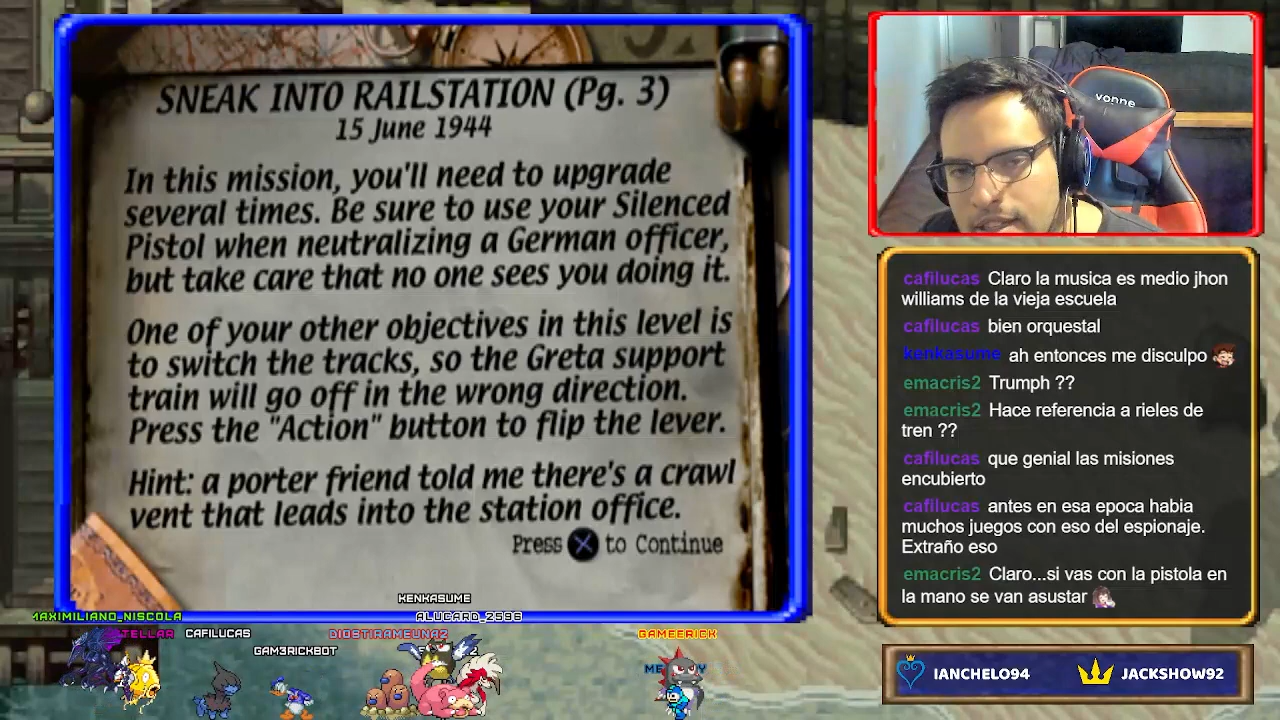 SNEAK INTO RAILSTATION (Pg. 3)
15 June 1944
In this mission, you'll need to upgrade
several times. Be sure to use your Silenced
Pistol when neutralizing a German officer,
but take care that no one sees you doing it.
One of your other objectives in this level is
to switch the tracks, so the Greta support
train will go off in the wrong direction.
Press the "Action" button to flip the lever.
Hint: a porter friend told me there's a crawl
vent that leads into the station office.
Press X to Continue
vonne
cafilucas Claro la musica es medio jhon
williams de la vieja escuela
cafilucas bien orquestal
kenkasume ah entonces me disculpo
emacris2 Trumph ??
emacris2 Hace referencia a rieles de
tren ??
cafilucas que genial las misiones
encubierto
cafilucas antes en esa epoca habia
muchos juegos con eso del espionaje.
Extraño eso
emacris2 Claro...si vas con la pistola en
la mano se van asustar
KENKASUME
1AXIMILIANO_NISCOLA
ALUCARD_2596
TELLAR
CAFILUCAS
DIOSTIRAMEUNA2
GAMEERICK
GAM3RICKBOT
IANCHELO94
JACKSHOW92